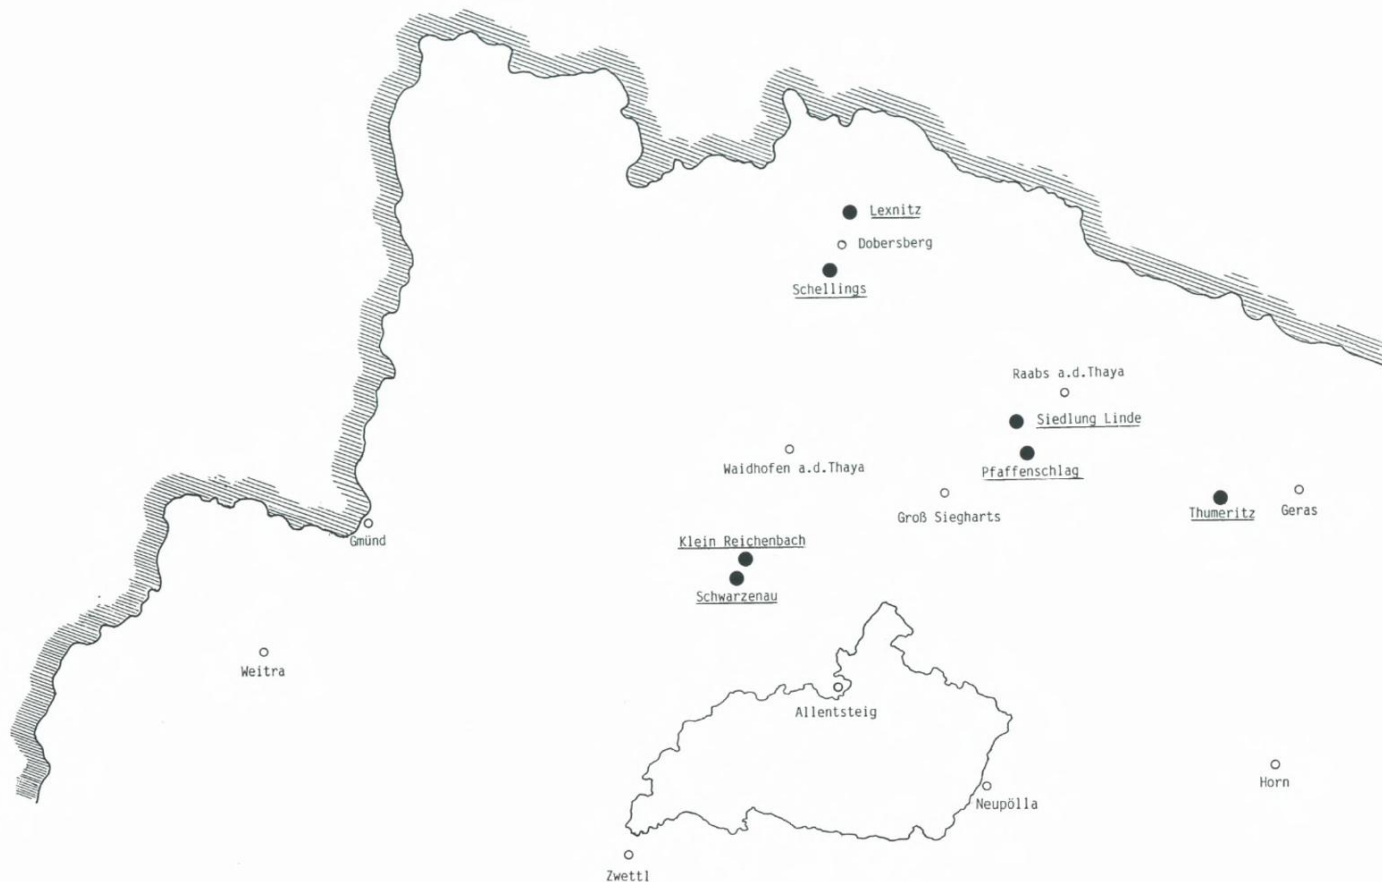 Lexnitz
Dobersberg
Schellings
Raabs a.d.Thaya
Siedlung Linde
Waidhofen a.d.Thaya
Pfaffenschlag
Groß Siegharts
Thumeritz
Geras
Gmünd
Klein Reichenbach
Schwarzenau
Weitra
Allentsteig
Horn
Neupölla
Zwettl